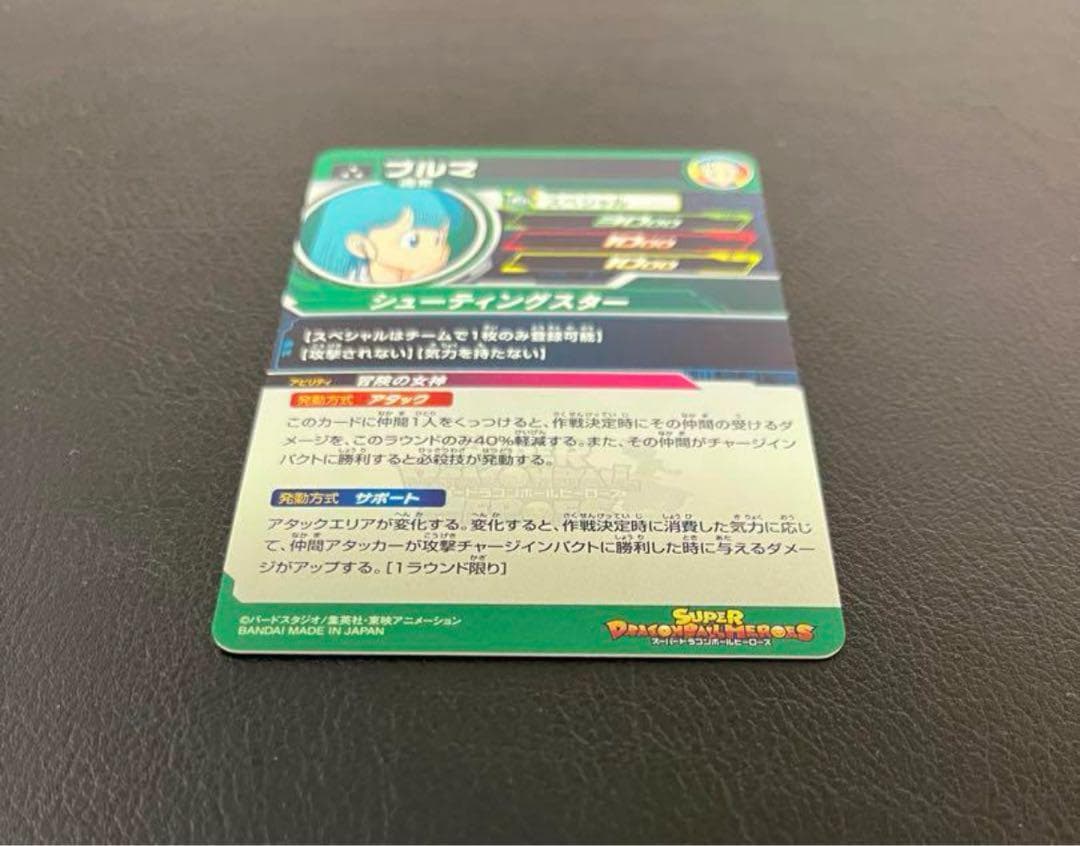 ブルマ
スペシャル
3000
1000
1000
シューティングスター
[スペシャルはチームで1枚のみ登録可能]
[攻撃されない][気力を持たない]
アビリティ 冒険の女神
発動方式 アタック
このカードに仲間1人をくっつけると、作戦決定時にその仲間の受けるダ
メージを、このラウンドのみ40%軽減する。また、その仲間がチャージイン
パクトに勝利すると必殺技が発動する。
発動方式 サポート
アタックエリアが変化する。変化すると、作戦決定時に消費した気力に応じ
て、仲間アタッカーが攻撃チャージインパクトに勝利した時に与えるダメー
ジがアップする。[1ラウンド限り]
©バードスタジオ/集英社・東映アニメーション
BANDAI MADE IN JAPAN
SUPER
DRAGONBALL HEROES
スーパードラゴンボールヒーローズ